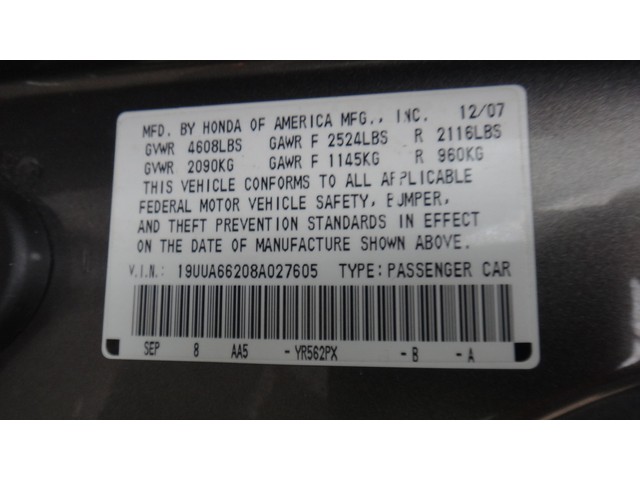 MFD. BY HONDA OF AMERICA MFG., INC. 12/07
GVWR 4608LBS GAWR F 2524LBS R 2116LBS
GVWR 2090KG GAWR F 1145KG R 960KG
THIS VEHICLE CONFORMS TO ALL APPLICABLE
FEDERAL MOTOR VEHICLE SAFETY, BUMPER,
AND THEFT PREVENTION STANDARDS IN EFFECT
ON THE DATE OF MANUFACTURE SHOWN ABOVE.
V.I.N.: 19UUA66208A027605 TYPE: PASSENGER CAR
SEP 8 AA5 -YR562PX -B -A